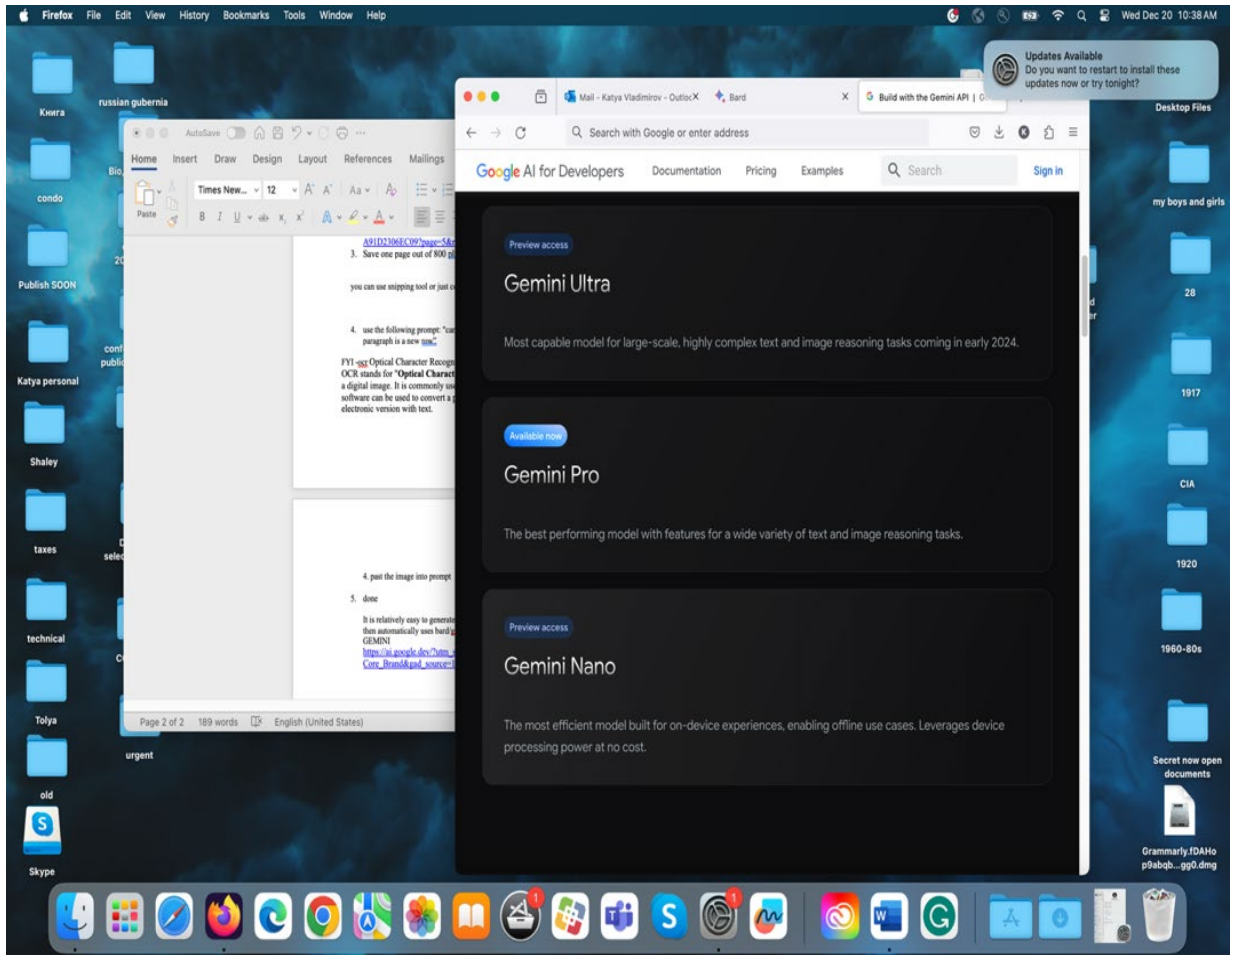 Firefox File Edit View History Bookmarks Tools Window Help
Wed Dec 20 10:38 AM
Updates Available
Do you want to restart to install these
updates now or try tonight?
Книга
russian gubernia
condo
Publish SOON
Katya personal
Shaley
taxes
technical
Tolya
old
Skype
urgent
AutoSave
Home Insert Draw Design Layout References Mailings
Paste
Times New... 12
3. Save one page out of 800
you can use snipping tool or just
4. use the following prompt:
paragraph is a new now."
FYI -ocr Optical Character
OCR stands for "Optical
a digital image. It is commonly
software can be used to convert a
electronic version with text.
4. past the image into prompt
5. done
It is relatively easy to
then automatically uses
GEMINI
Page 2 of 2 189 words English (United States)
Mail - Katya Vladimirov -
Bard
Build with the Gemini API |
Search with Google or enter address
Google AI for Developers Documentation Pricing Examples Search Sign in
Preview access
Gemini Ultra
Most capable model for large-scale, highly complex text and image reasoning tasks coming in early 2024.
Available now
Gemini Pro
The best performing model with features for a wide variety of text and image reasoning tasks.
Preview access
Gemini Nano
The most efficient model built for on-device experiences, enabling offline use cases. Leverages device
processing power at no cost.
Desktop Files
my boys and girls
28
1917
CIA
1920
1960-80s
Secret now open
documents
Grammarly.fDAHo
p9abqb...gg0.dmg